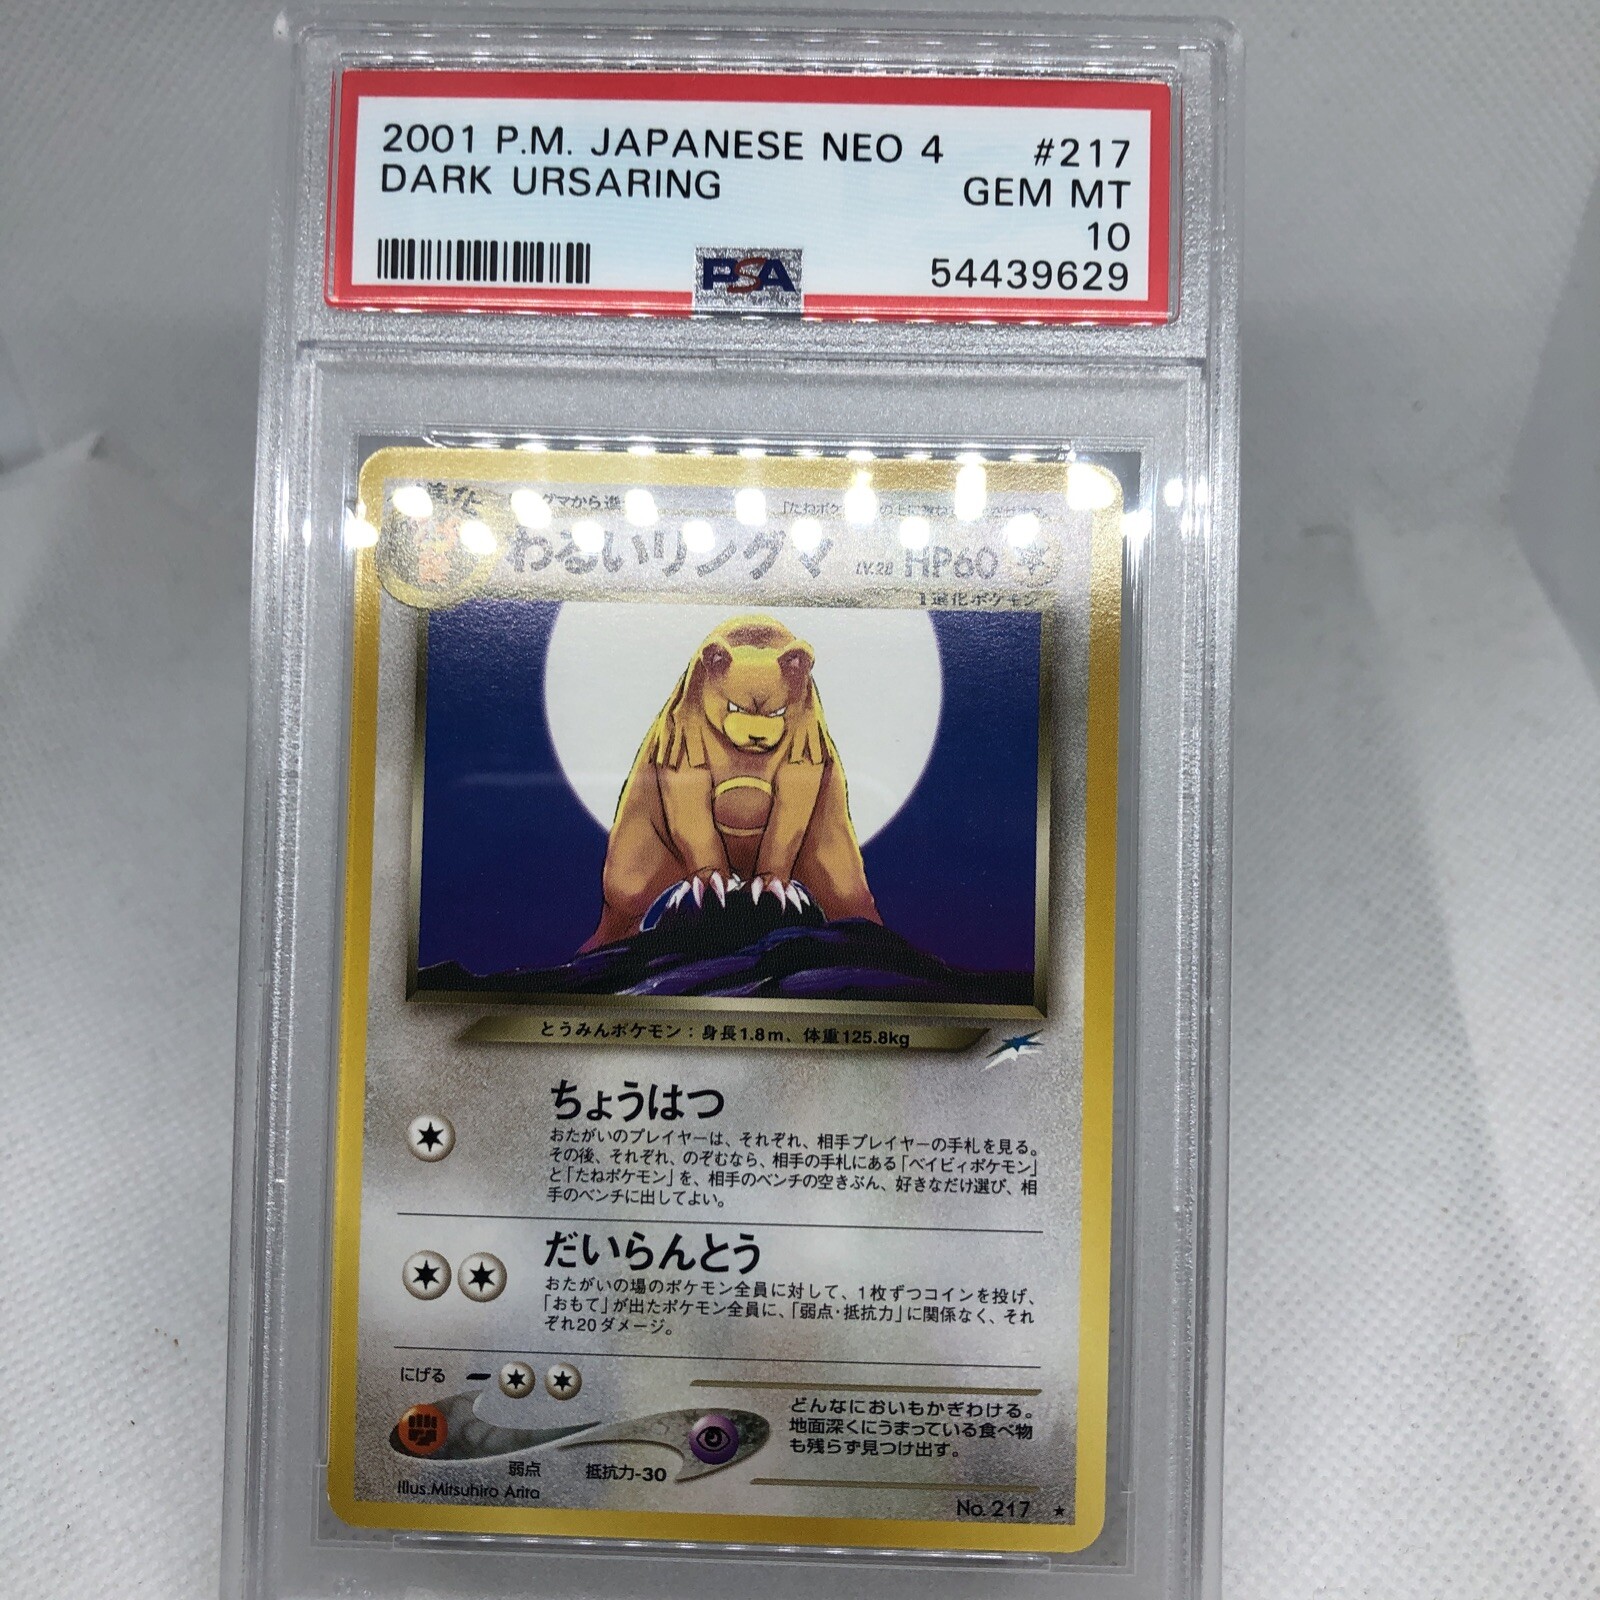 2001 P.M. JAPANESE NEO 4 #217
DARK URSARING GEM MT
10
PSA 54439629
グマから進
「たねポケ
わるいリングマ LV.28 HP60
1進化ポケモン
とうみんポケモン：身長1.8m、体重125.8kg
ちょうはつ
おたがいのプレイヤーは、それぞれ、相手プレイヤーの手札を見る。
その後、それぞれ、のぞむなら、相手の手札にある「ベイビィポケモン」
と「たねポケモン」を、相手のベンチの空きぶん、好きなだけ選び、相
手のベンチに出してよい。
だいらんとう
おたがいの場のポケモン全員に対して、1枚ずつコインを投げ、
「おもて」が出たポケモン全員に、「弱点・抵抗力」に関係なく、それ
ぞれ20ダメージ。
にげる
どんなにおいもかぎわける。
地面深くにうまっている食べ物
も残らず見つけ出す。
弱点 抵抗力-30
Illus.Mitsuhiro Arita
No.217 ★